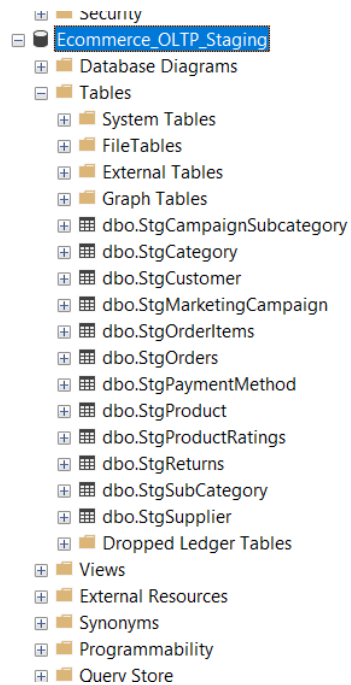 Security
Ecommerce_OLTP_Staging
Database Diagrams
Tables
System Tables
FileTables
External Tables
Graph Tables
dbo.StgCampaignSubcategory
dbo.StgCategory
dbo.StgCustomer
dbo.StgMarketingCampaign
dbo.StgOrderItems
dbo.StgOrders
dbo.StgPaymentMethod
dbo.StgProduct
dbo.StgProductRatings
dbo.StgReturns
dbo.StgSubCategory
dbo.StgSupplier
Dropped Ledger Tables
Views
External Resources
Synonyms
Programmability
Query Store